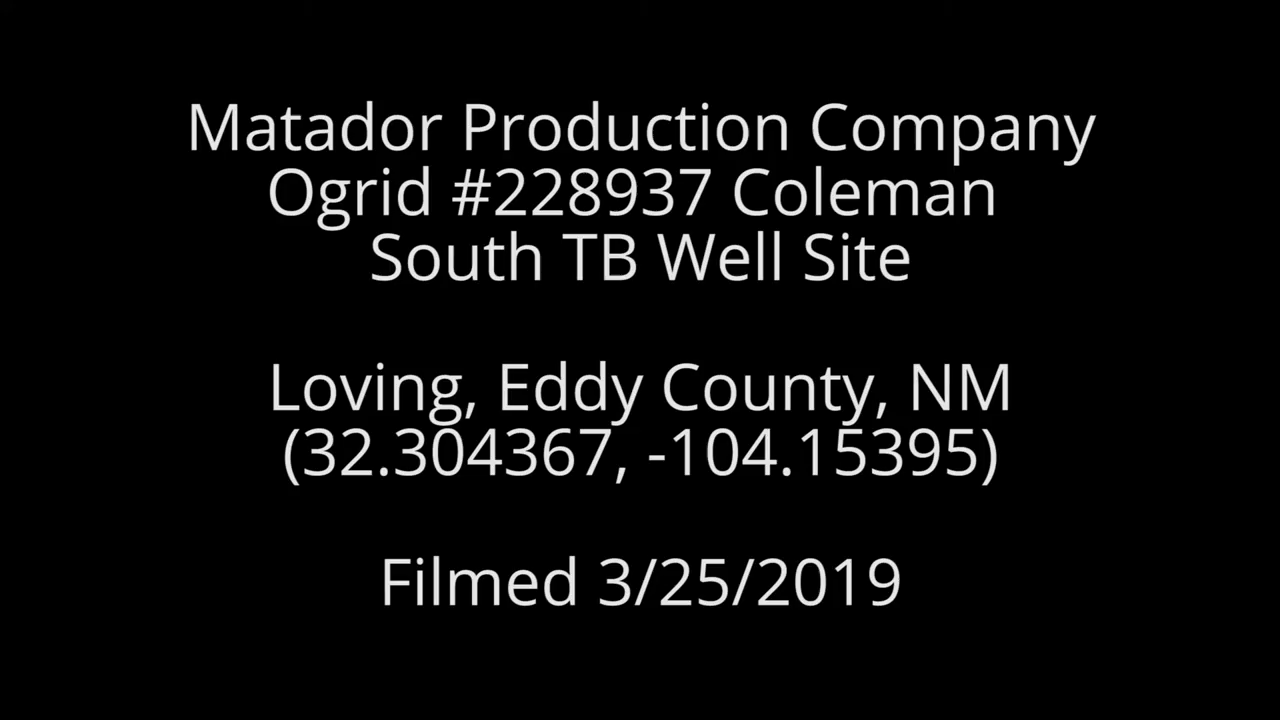 Matador Production Company
Ogrid #228937 Coleman
South TB Well Site
Loving, Eddy County, NM
(32.304367, -104.15395)
Filmed 3/25/2019